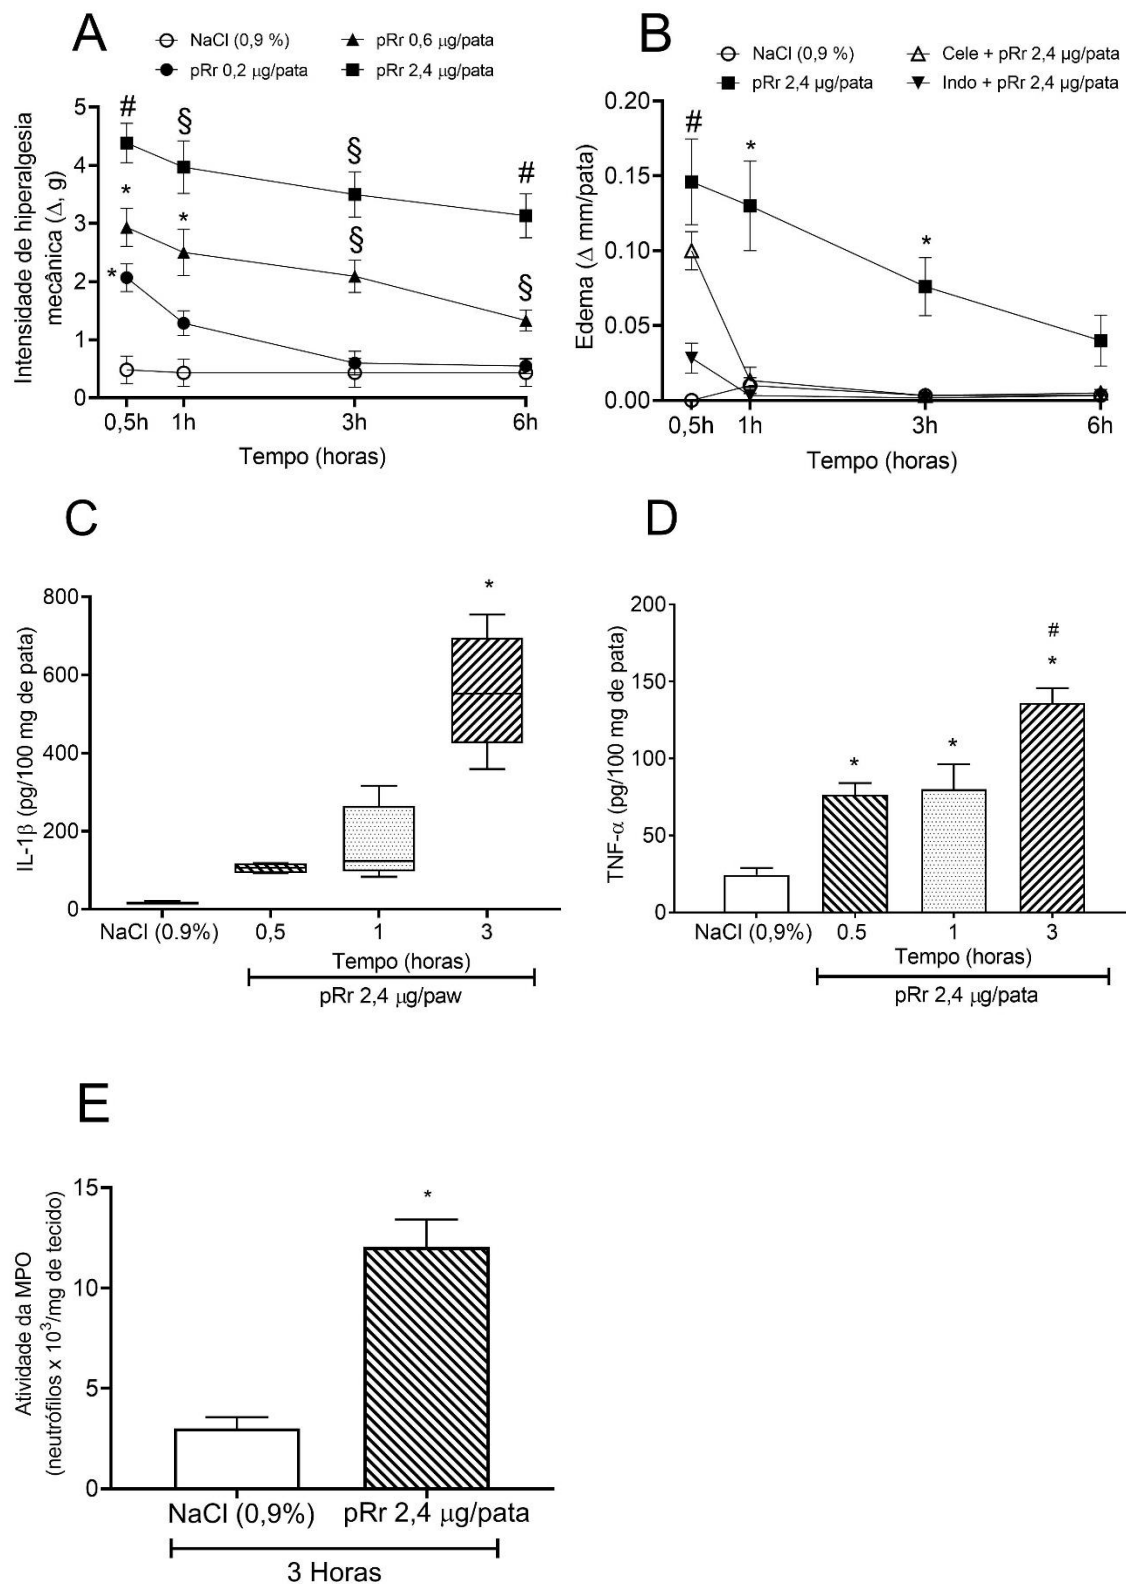 A
NaCl (0,9 %)
pRr 0,6 μg/pata
pRr 0,2 μg/pata
pRr 2,4 μg/pata
Intensidade de hiperalgesia
mecânica (Δ, g)
5
4
3
2
1
0
#
§
§
#
*
*
§
§
*
0,5h
1h
3h
6h
Tempo (horas)
B
NaCl (0,9 %)
Cele + pRr 2,4 μg/pata
pRr 2,4 μg/pata
Indo + pRr 2,4 μg/pata
Edema (Δ mm/pata)
0.20
0.15
0.10
0.05
0.00
#
*
*
0,5h
1h
3h
6h
Tempo (horas)
C
IL-1β (pg/100 mg de pata)
800
600
400
200
0
*
NaCl (0.9%)
0,5
1
3
Tempo (horas)
pRr 2,4 μg/paw
D
TNF-α (pg/100 mg de pata)
200
150
100
50
0
*
*
#
*
NaCl (0,9%)
0.5
1
3
Tempo (horas)
pRr 2,4 μg/pata
E
Atividade da MPO
(neutrófilos x 10³/mg de tecido)
15
10
5
0
*
NaCl (0,9%)
pRr 2,4 μg/pata
3 Horas